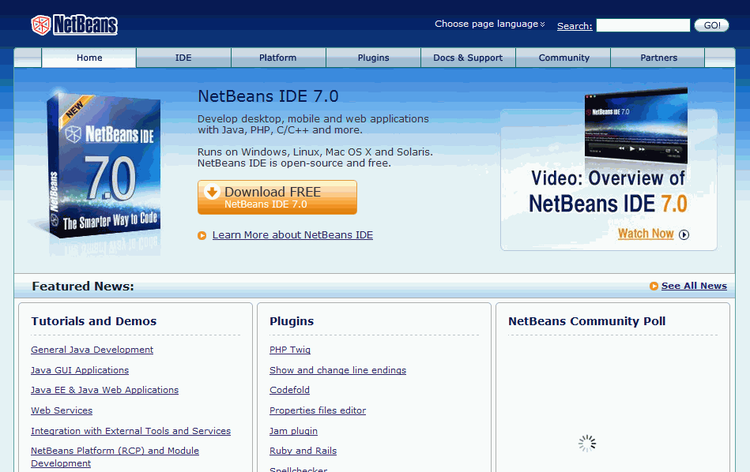 NetBeans
Choose page language
Search:
GO!
Home
IDE
Platform
Plugins
Docs & Support
Community
Partners
NEW
NetBeans IDE
7.0
NetBeans
The Smarter Way to Code
NetBeans IDE 7.0
Develop desktop, mobile and web applications
with Java, PHP, C/C++ and more.
Runs on Windows, Linux, Mac OS X and Solaris.
NetBeans IDE is open-source and free.
Download FREE
NetBeans IDE 7.0
Learn More about NetBeans IDE
NetBeans IDE 7.0
Video: Overview of
NetBeans IDE 7.0
Watch Now
Featured News:
See All News
Tutorials and Demos
General Java Development
Java GUI Applications
Java EE & Java Web Applications
Web Services
Integration with External Tools and Services
NetBeans Platform (RCP) and Module
Development
Plugins
PHP Twig
Show and change line endings
Codefold
Properties files editor
Jam plugin
Ruby and Rails
Spellchecker
NetBeans Community Poll